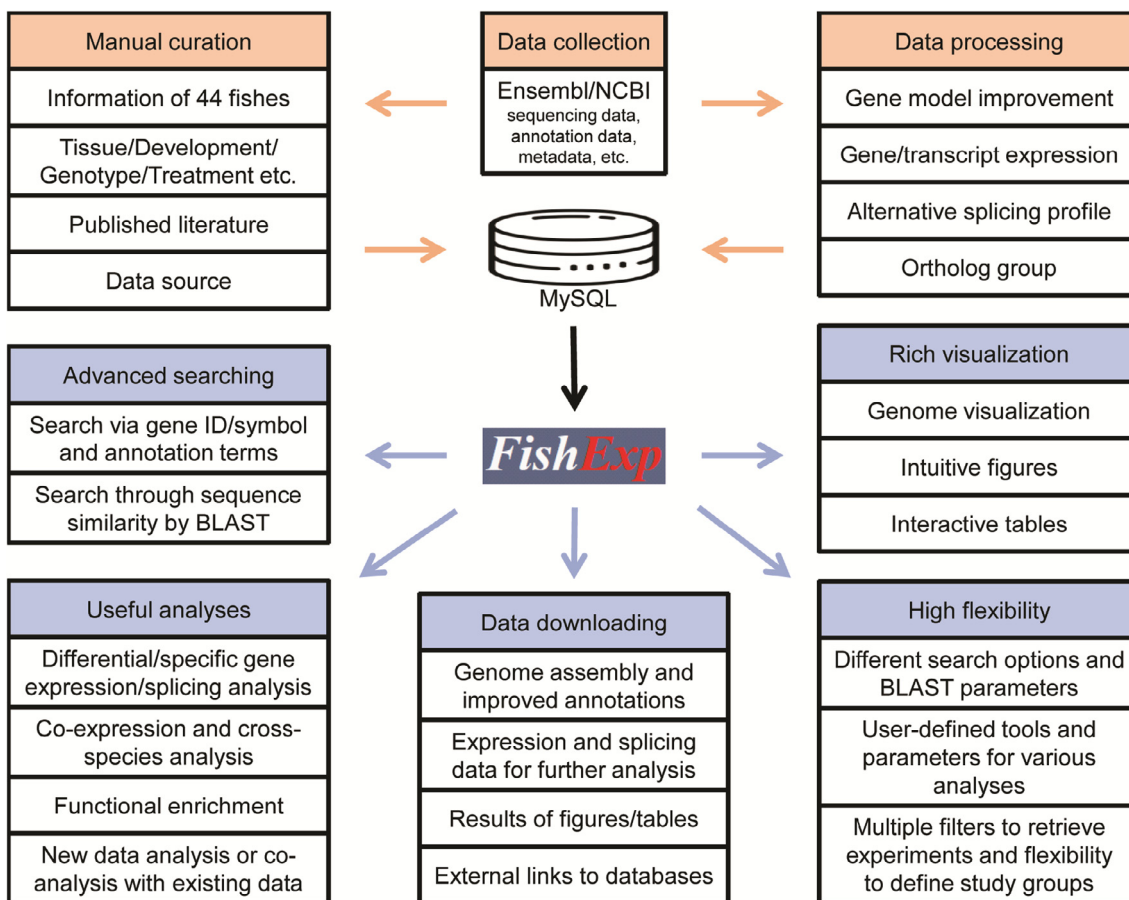 Manual curation
Information of 44 fishes
Tissue/Development/
Genotype/Treatment etc.
Published literature
Data source
Data collection
Ensembl/NCBI
sequencing data,
annotation data,
metadata, etc.
MySQL
Data processing
Gene model improvement
Gene/transcript expression
Alternative splicing profile
Ortholog group
Advanced searching
Search via gene ID/symbol
and annotation terms
Search through sequence
similarity by BLAST
FishExp
Rich visualization
Genome visualization
Intuitive figures
Interactive tables
Useful analyses
Differential/specific gene
expression/splicing analysis
Co-expression and cross-
species analysis
Functional enrichment
New data analysis or co-
analysis with existing data
Data downloading
Genome assembly and
improved annotations
Expression and splicing
data for further analysis
Results of figures/tables
External links to databases
High flexibility
Different search options and
BLAST parameters
User-defined tools and
parameters for various
analyses
Multiple filters to retrieve
experiments and flexibility
to define study groups